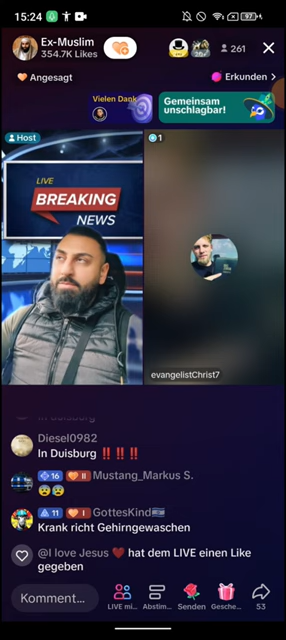 15:24
97
Ex-Muslim
354.7K Likes
261
Angesagt
Erkunden
Vielen Dank
Gemeinsam
unschlagbar!
Host
LIVE
BREAKING
NEWS
1
evangelistChrist7
in Duisburg
Diesel0982
In Duisburg ‼️‼️‼️
16 II Mustang_Markus S.
😰😰
11 I GottesKind🇮🇱
Krank richt Gehirngewaschen
@I love Jesus ❤️ hat dem LIVE einen Like
gegeben
Komment...
LIVE mi...
Abstim...
Senden
Gesche...
53